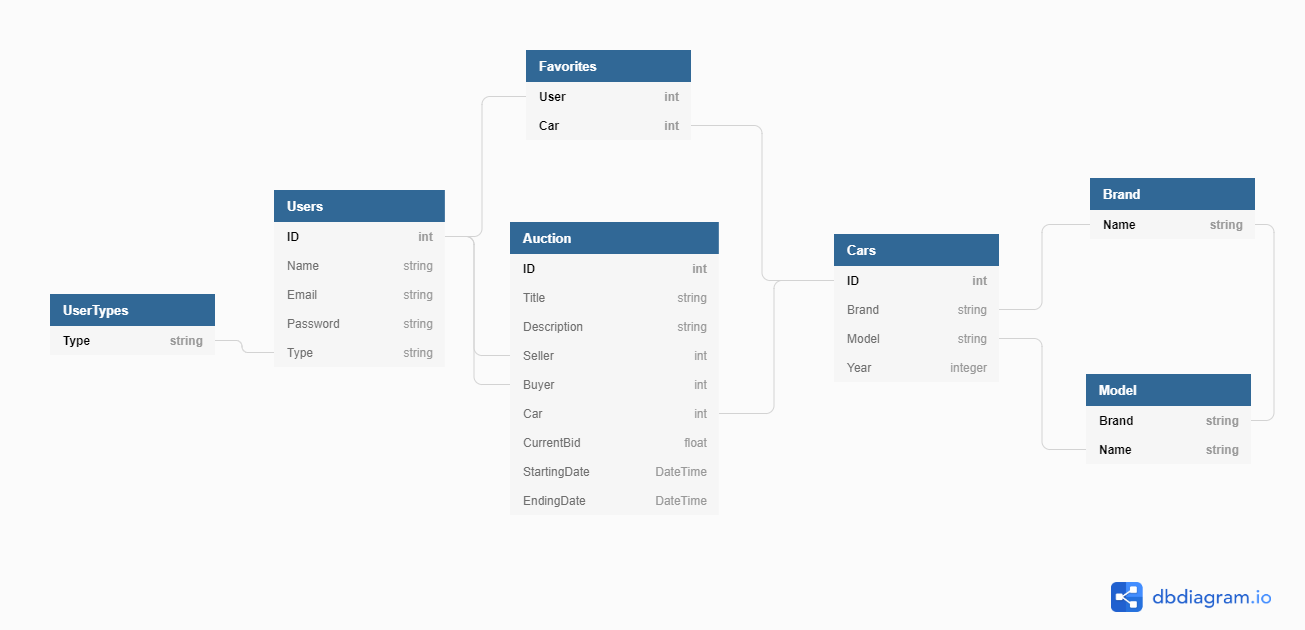 Favorites
User int
Car int
Users
ID int
Name string
Email string
Password string
Type string
UserTypes
Type string
Auction
ID int
Title string
Description string
Seller int
Buyer int
Car int
CurrentBid float
StartingDate DateTime
EndingDate DateTime
Cars
ID int
Brand string
Model string
Year integer
Brand
Name string
Model
Brand string
Name string
dbdiagram.io